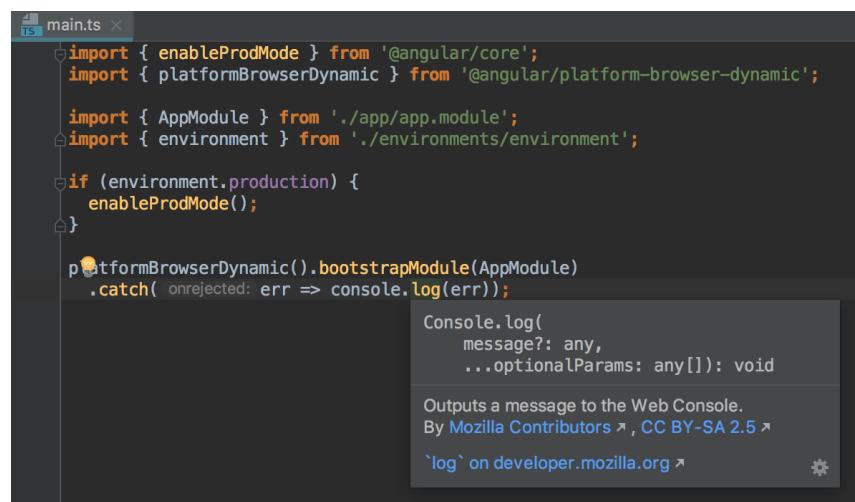 TS main.ts
import { enableProdMode } from '@angular/core';
import { platformBrowserDynamic } from '@angular/platform-browser-dynamic';
import { AppModule } from './app/app.module';
import { environment } from './environments/environment';
if (environment.production) {
enableProdMode();
}
platformBrowserDynamic().bootstrapModule(AppModule)
.catch( onrejected: err => console.log(err));
Console.log(
message?: any,
...optionalParams: any[]): void
Outputs a message to the Web Console.
By Mozilla Contributors ↗, CC BY-SA 2.5 ↗
`log` on developer.mozilla.org ↗